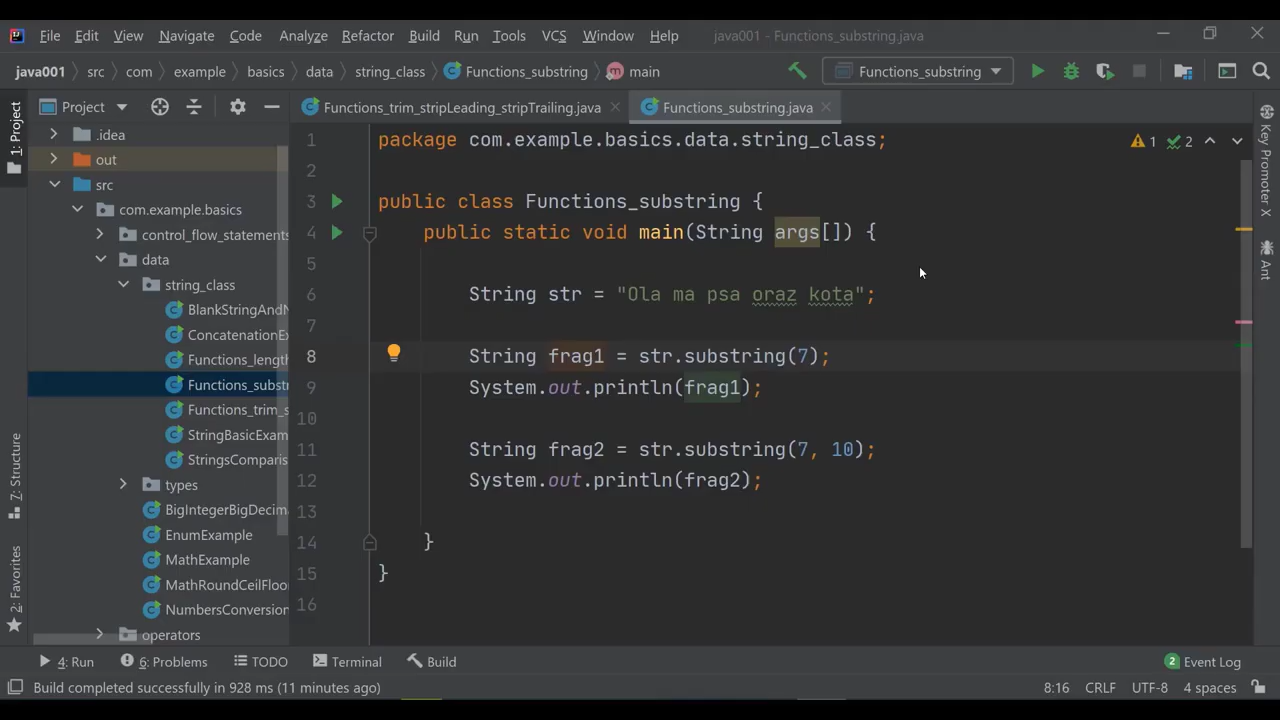 File Edit View Navigate Code Analyze Refactor Build Run Tools VCS Window Help java001 - Functions_substring.java
java001 src com example basics data string_class Functions_substring main Functions_substring
1: Project
7: Structure
2: Favorites
Project
.idea
out
src
com.example.basics
control_flow_statements
data
string_class
BlankStringAndN
ConcatenationEx
Functions_length
Functions_substr
Functions_trim_s
StringBasicExam
StringsComparis
types
BigIntegerBigDecima
EnumExample
MathExample
MathRoundCeilFloo
NumbersConversion
operators
Functions_trim_stripLeading_stripTrailing.java Functions_substring.java
1 package com.example.basics.data.string_class;
2
3 public class Functions_substring {
4 public static void main(String args[]) {
5
6 String str = "Ola ma psa oraz kota";
7
8 String frag1 = str.substring(7);
9 System.out.println(frag1);
10
11 String frag2 = str.substring(7, 10);
12 System.out.println(frag2);
13
14 }
15 }
16
1 2
Key Promoter X
Ant
4: Run 6: Problems TODO Terminal Build 2 Event Log
Build completed successfully in 928 ms (11 minutes ago) 8:16 CRLF UTF-8 4 spaces